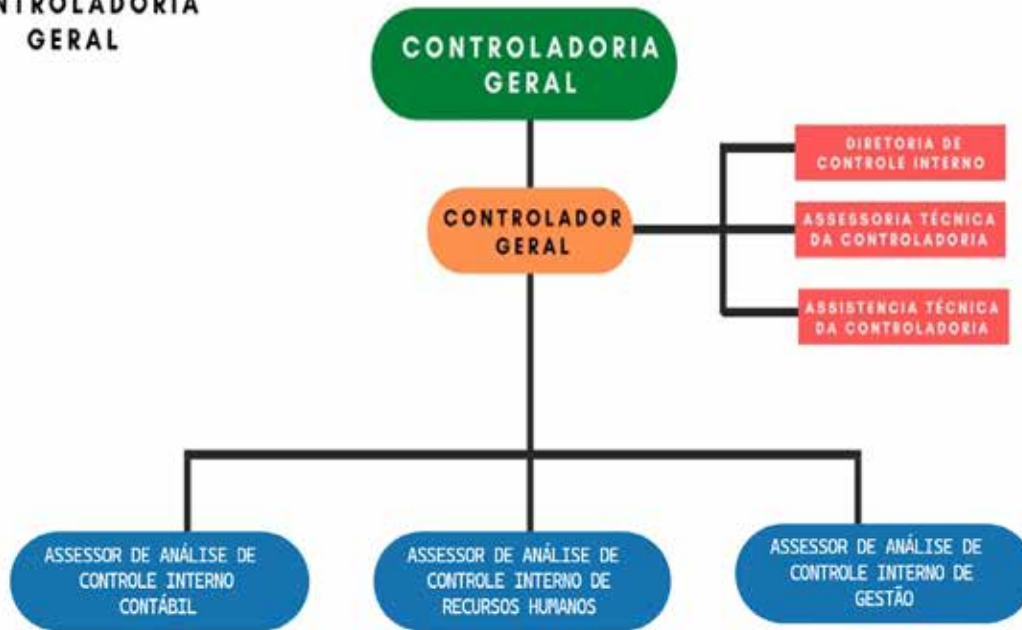 NTROLADORIA
GERAL
CONTROLADORIA
GERAL
CONTROLADOR
GERAL
DIRETORIA DE
CONTROLE INTERNO
ASSESSORIA TÉCNICA
DA CONTROLADORIA
ASSISTENCIA TÉCNICA
DA CONTROLADORIA
ASSESSOR DE ANÁLISE DE
CONTROLE INTERNO
CONTÁBIL
ASSESSOR DE ANÁLISE DE
CONTROLE INTERNO DE
RECURSOS HUMANOS
ASSESSOR DE ANÁLISE DE
CONTROLE INTERNO DE
GESTÃO